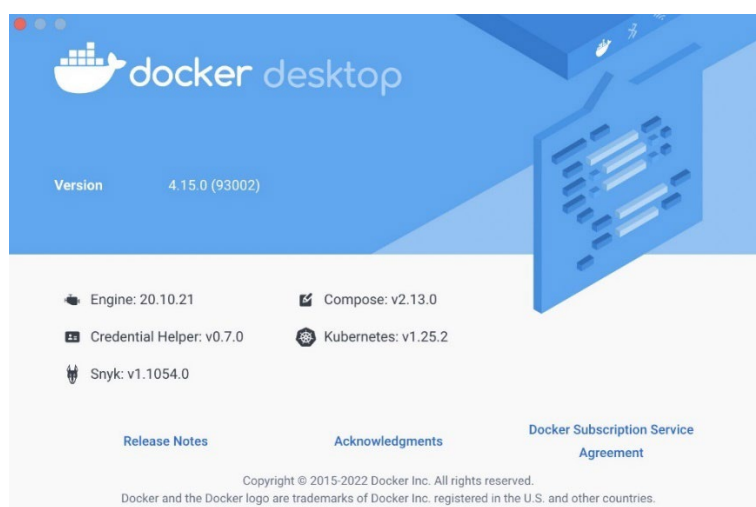 docker desktop
Version 4.15.0 (93002)
Engine: 20.10.21 Compose: v2.13.0
Credential Helper: v0.7.0 Kubernetes: v1.25.2
Snyk: v1.1054.0
Release Notes Acknowledgments Docker Subscription Service
Agreement
Copyright © 2015-2022 Docker Inc. All rights reserved.
Docker and the Docker logo are trademarks of Docker Inc. registered in the U.S. and other countries.